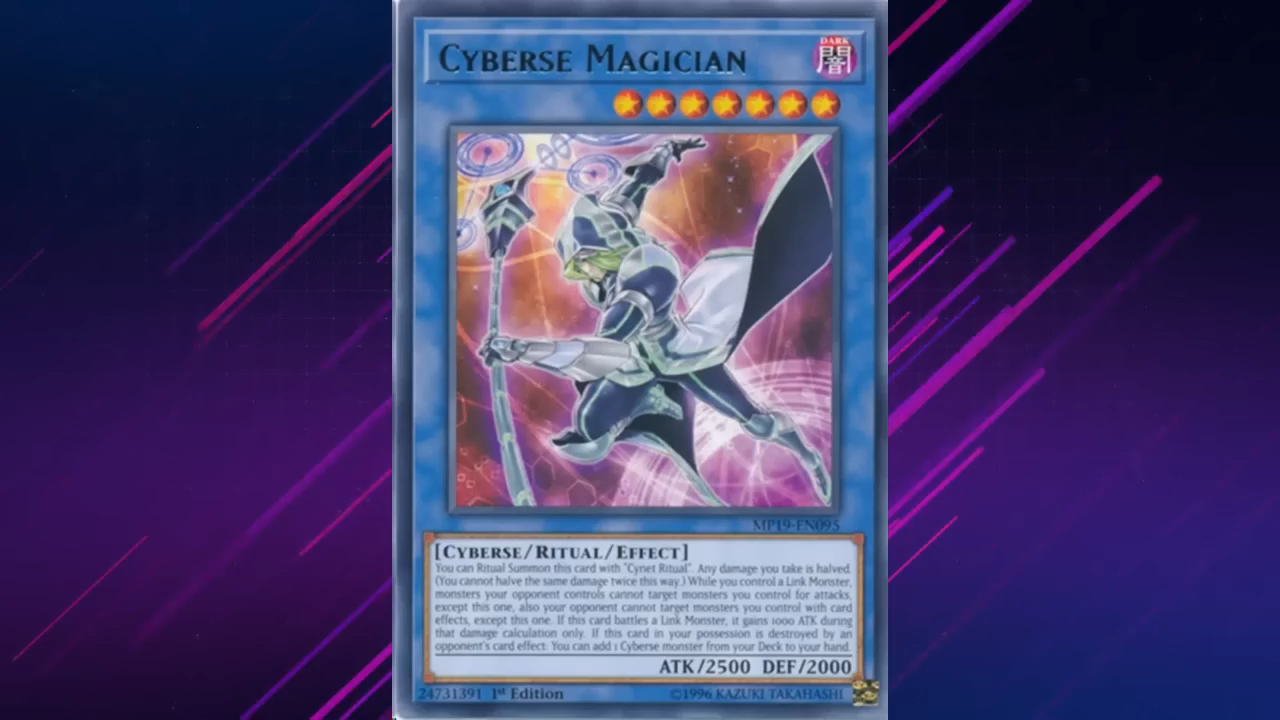 CYBERSE MAGICIAN
DARK
闇
MP19-EN095
[CYBERSE/RITUAL/EFFECT]
You can Ritual Summon this card with "Cynet Ritual". Any damage you take is halved.
(You cannot halve the same damage twice this way.) While you control a Link Monster,
monsters your opponent controls cannot target monsters you control for attacks,
except this one, also your opponent cannot target monsters you control with card
effects, except this one. If this card battles a Link Monster, it gains 1000 ATK during
that damage calculation only. If this card in your possession is destroyed by an
opponent's card effect: You can add 1 Cyberse monster from your Deck to your hand.
ATK/2500 DEF/2000
24731391 1st Edition ©1996 KAZUKI TAKAHASHI